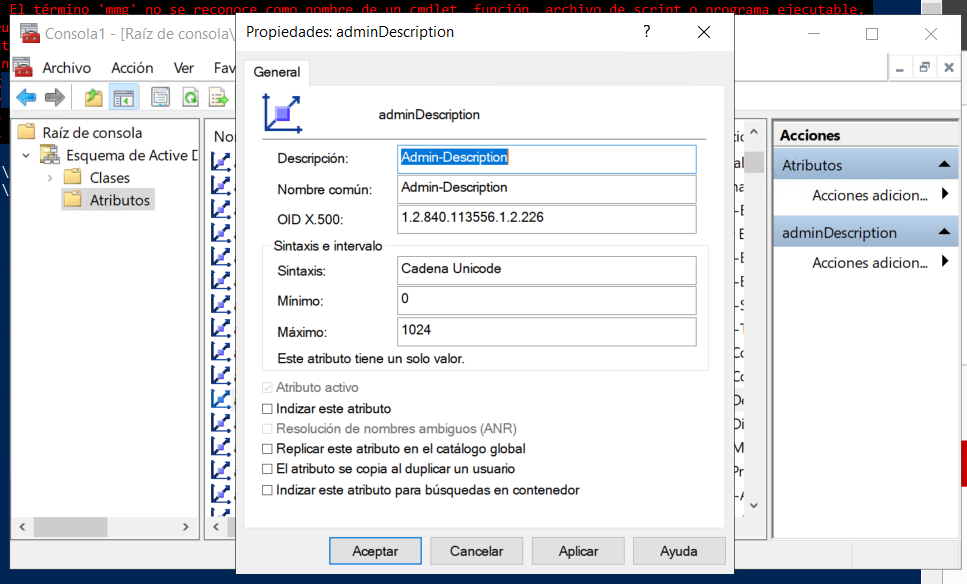 El término 'mmg' no se reconoce como nombre de un cmdlet, función, archivo de script o programa ejecutable.
Consola1 - [Raíz de consola\
Archivo Acción Ver Fav
Raíz de consola
Esquema de Active D
Clases
Atributos
Propiedades: adminDescription
?
General
adminDescription
Descripción: Admin-Description
Nombre común: Admin-Description
OID X.500: 1.2.840.113556.1.2.226
Sintaxis e intervalo
Sintaxis: Cadena Unicode
Mínimo: 0
Máximo: 1024
Este atributo tiene un solo valor.
Atributo activo
Indizar este atributo
Resolución de nombres ambiguos (ANR)
Replicar este atributo en el catálogo global
El atributo se copia al duplicar un usuario
Indizar este atributo para búsquedas en contenedor
Aceptar Cancelar Aplicar Ayuda
Acciones
Atributos
Acciones adicion...
adminDescription
Acciones adicion...